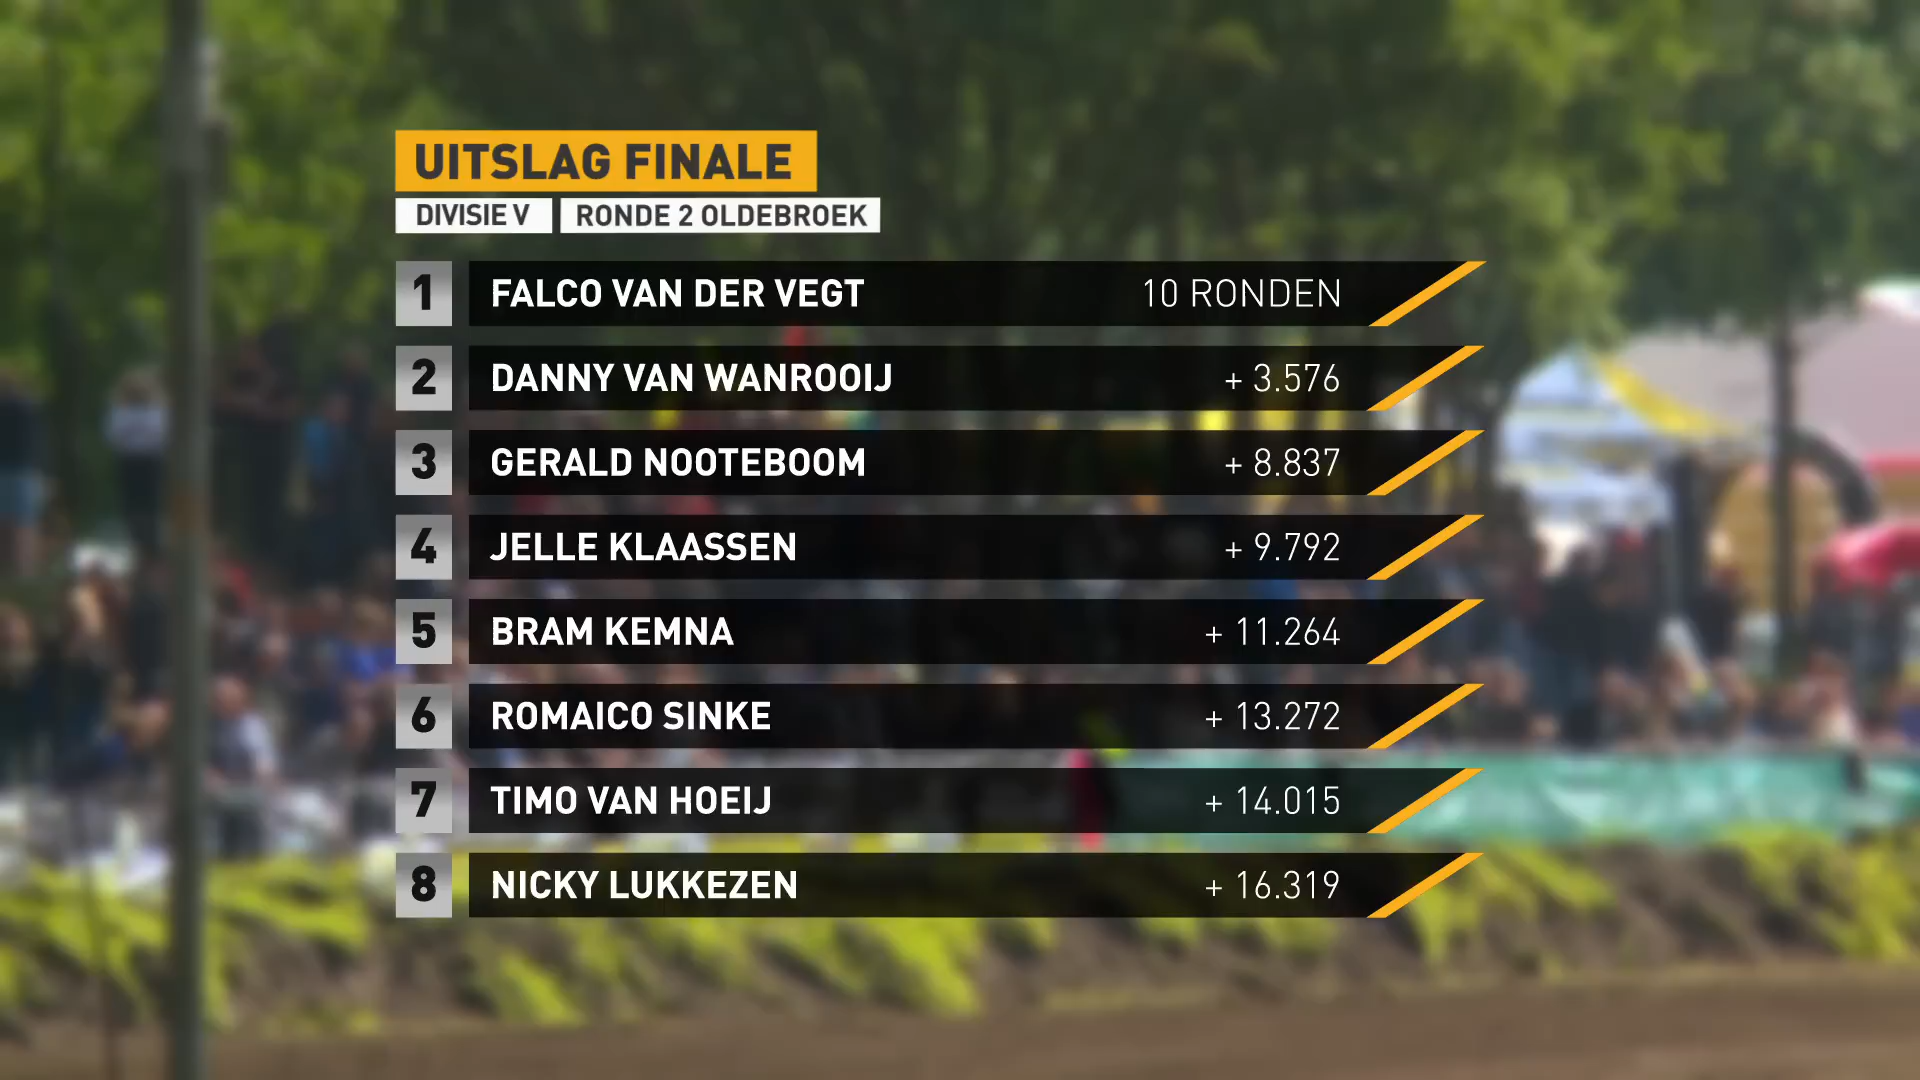 UITSLAG FINALE
DIVISIE V RONDE 2 OLDEBROEK
1 FALCO VAN DER VEGT 10 RONDEN
2 DANNY VAN WANROOIJ + 3.576
3 GERALD NOOTEBOOM + 8.837
4 JELLE KLAASSEN + 9.792
5 BRAM KEMNA + 11.264
6 ROMAICO SINKE + 13.272
7 TIMO VAN HOEIJ + 14.015
8 NICKY LUKKEZEN + 16.319